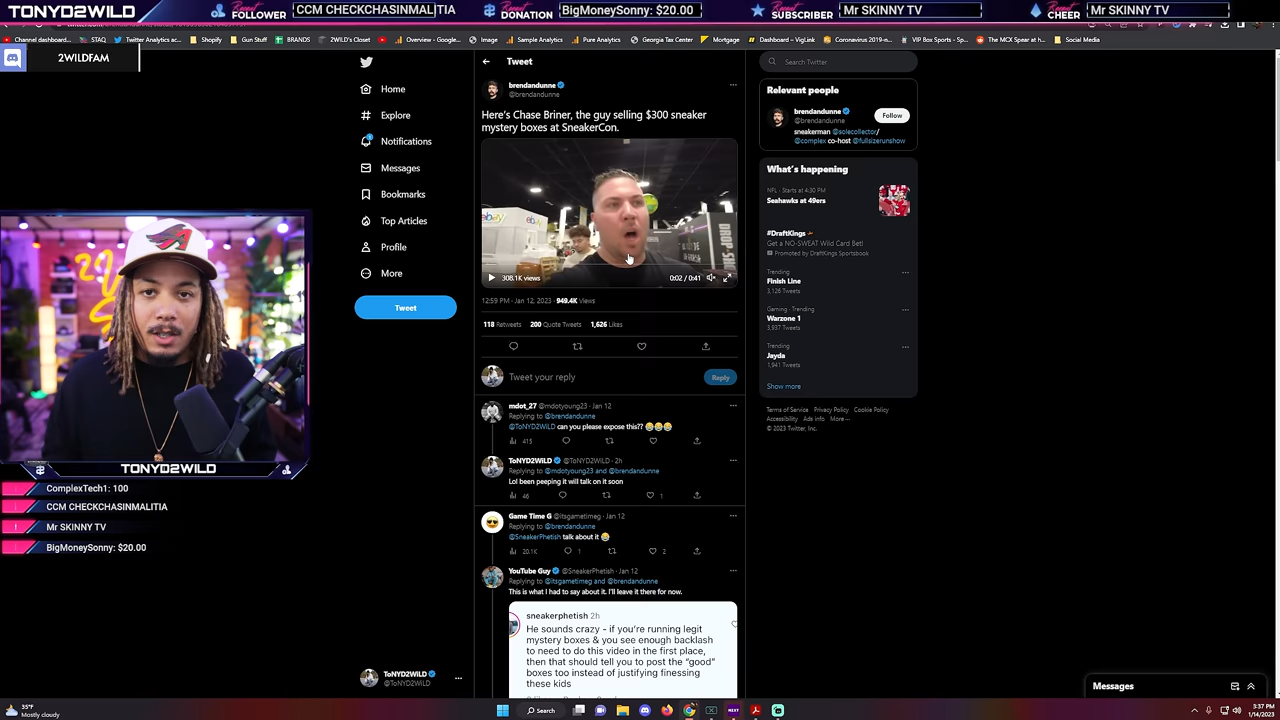 TONYD2WILD
Recent FOLLOWER
CCM CHECKCHASINMALITIA
Recent DONATION
BigMoneySonny: $20.00
Recent SUBSCRIBER
Mr SKINNY TV
Recent CHEER
Mr SKINNY TV
Channel dashboard...
STAQ
Twitter Analytics ac...
Shopify
Gun Stuff
BRANDS
2WILD's Closet
Overview - Google...
Image
Sample Analytics
Pure Analytics
Georgia Tax Center
Mortgage
Dashboard – VigLink
Coronavirus 2019-n...
VIP Box Sports - Sp...
The MCX Spear at h...
Social Media
2WILDFAM
Home
Explore
1
Notifications
Messages
Bookmarks
Top Articles
Profile
More
Tweet
ToNYD2WiLD
@ToNYD2WiLD
Tweet
brendandunne
@brendandunne
Here's Chase Briner, the guy selling $300 sneaker
mystery boxes at SneakerCon.
ebay
ebay
308.1K views
0:02 / 0:41
12:59 PM · Jan 12, 2023 · 949.4K Views
118 Retweets 200 Quote Tweets 1,626 Likes
Tweet your reply
Reply
mdot_27 @mdotyoung23 · Jan 12
Replying to @brendandunne
@ToNYD2WiLD can you please expose this?? 😂😂😂
415
ToNYD2WiLD @ToNYD2WiLD · 2h
Replying to @mdotyoung23 and @brendandunne
Lol been peeping it will talk on it soon
46
1
Game Time G @itsgametimeg · Jan 12
Replying to @brendandunne
@SneakerPhetish talk about it 😂
20.1K
1
2
YouTube Guy @SneakerPhetish · Jan 12
Replying to @itsgametimeg and @brendandunne
This is what I had to say about it. I'll leave it there for now.
sneakerphetish 2h
He sounds crazy - if you're running legit
mystery boxes & you see enough backlash
to need to do this video in the first place,
then that should tell you to post the "good"
boxes too instead of justifying finessing
these kids
Search Twitter
Relevant people
brendandunne
@brendandunne
Follow
sneakerman @solecollector/
@complex co-host @fullsizerunshow
What's happening
NFL · Starts at 4:30 PM
Seahawks at 49ers
#DraftKings
Get a NO-SWEAT Wild Card Bet!
Promoted by DraftKings Sportsbook
Trending
Finish Line
3,126 Tweets
Gaming · Trending
Warzone 1
3,937 Tweets
Trending
Jayda
1,941 Tweets
Show more
Terms of Service Privacy Policy Cookie Policy
Accessibility Ads info More
© 2023 Twitter, Inc.
Messages
TONYD2WILD
ComplexTech1: 100
CCM CHECKCHASINMALITIA
Mr SKINNY TV
BigMoneySonny: $20.00
35°F
Mostly cloudy
Search
NEXT
3:37 PM
1/14/2023